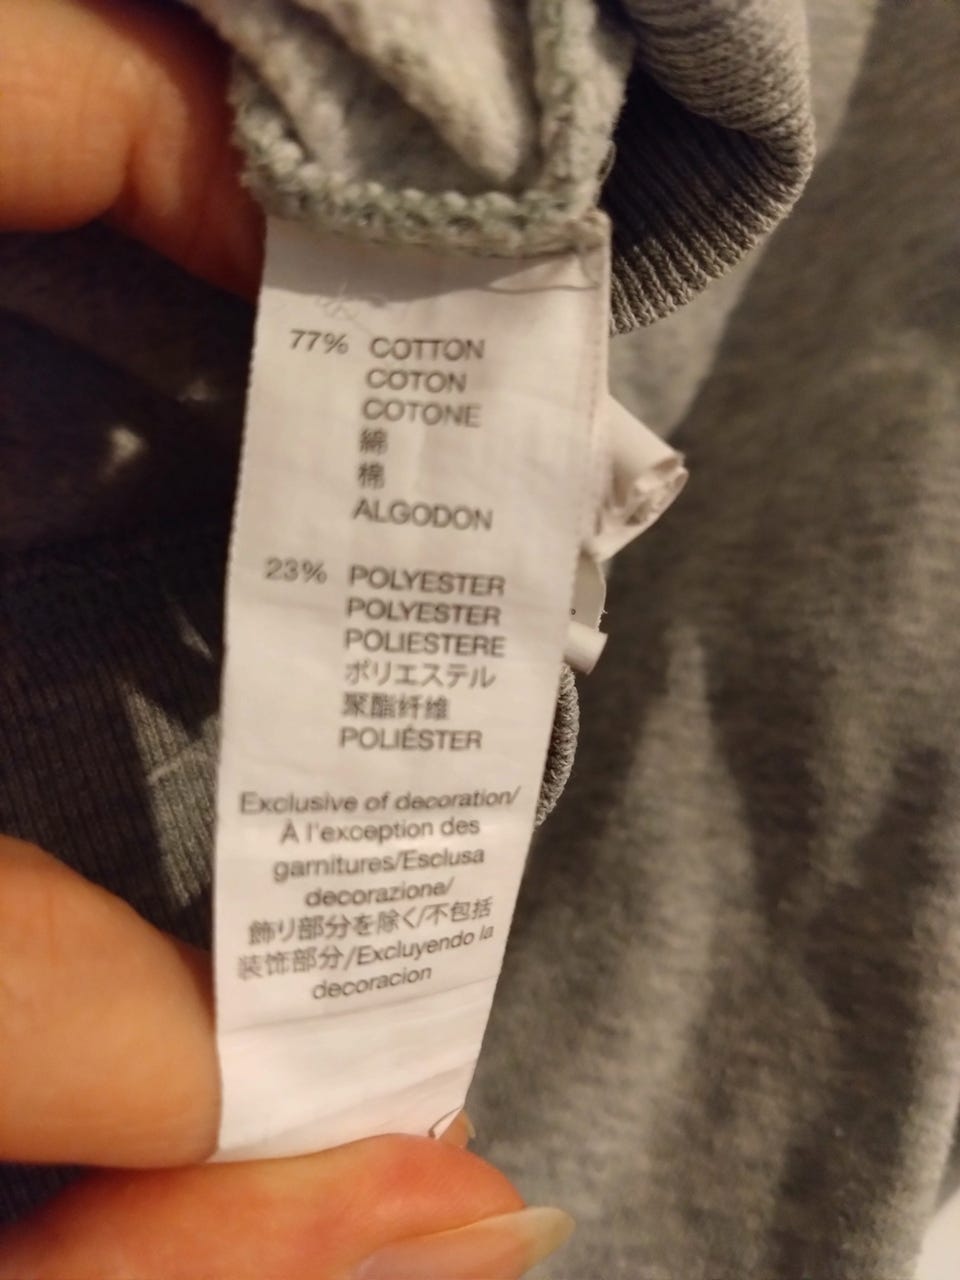 77% COTTON
COTON
COTONE
綿
棉
ALGODON
23% POLYESTER
POLYESTER
POLIESTERE
ポリエステル
聚酯纤维
POLIÉSTER
Exclusive of decoration/
À l'exception des
garnitures/Esclusa
decorazione/
飾り部分を除く/不包括
装饰部分/Excluyendo la
decoracion